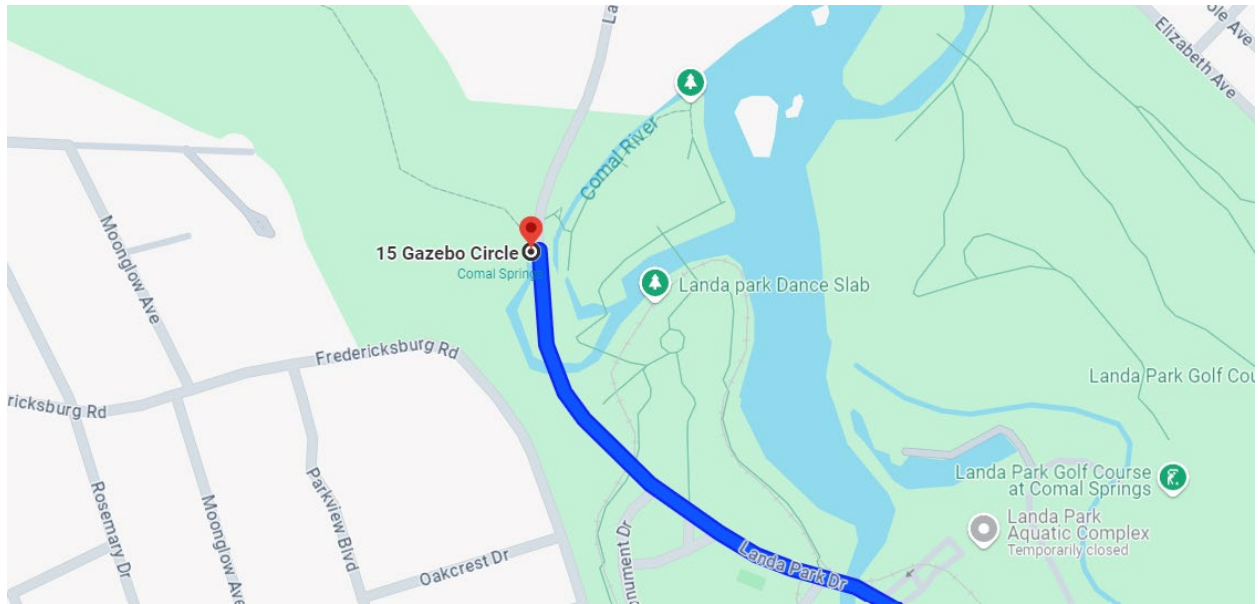 Elizabeth Ave
Comal River
15 Gazebo Circle
Comal Springs
Landa park Dance Slab
Moonglow Ave
Fredericksburg Rd
Landa Park Golf Cou
ricksburg Rd
Landa Park Golf Course
at Comal Springs
Landa Park
Aquatic Complex
Temporarily closed
Rosemary Dr
Moonglow Ave
Parkview Blvd
Oakcrest Dr
Landa Park Dr